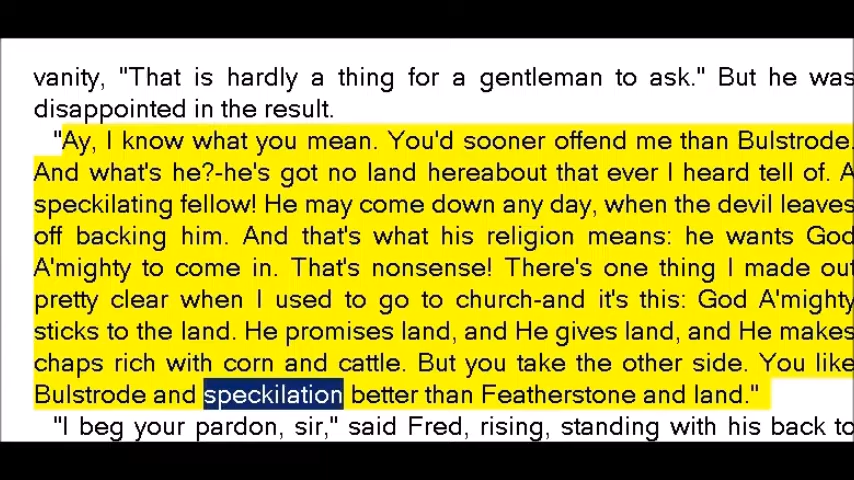 vanity, "That is hardly a thing for a gentleman to ask." But he was
disappointed in the result.
"Ay, I know what you mean. You'd sooner offend me than Bulstrode.
And what's he?-he's got no land hereabout that ever I heard tell of. A
speckilating fellow! He may come down any day, when the devil leaves
off backing him. And that's what his religion means: he wants God
A'mighty to come in. That's nonsense! There's one thing I made out
pretty clear when I used to go to church-and it's this: God A'mighty
sticks to the land. He promises land, and He gives land, and He makes
chaps rich with corn and cattle. But you take the other side. You like
Bulstrode and speckilation better than Featherstone and land."
"I beg your pardon, sir," said Fred, rising, standing with his back to